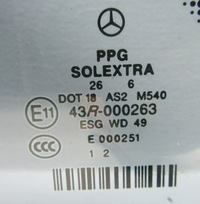 PPG
SOLEXTRA
26 6
DOT 18 AS2 M540
E11 43R-000263
ESG WD 49
CCC E 000251
1 2